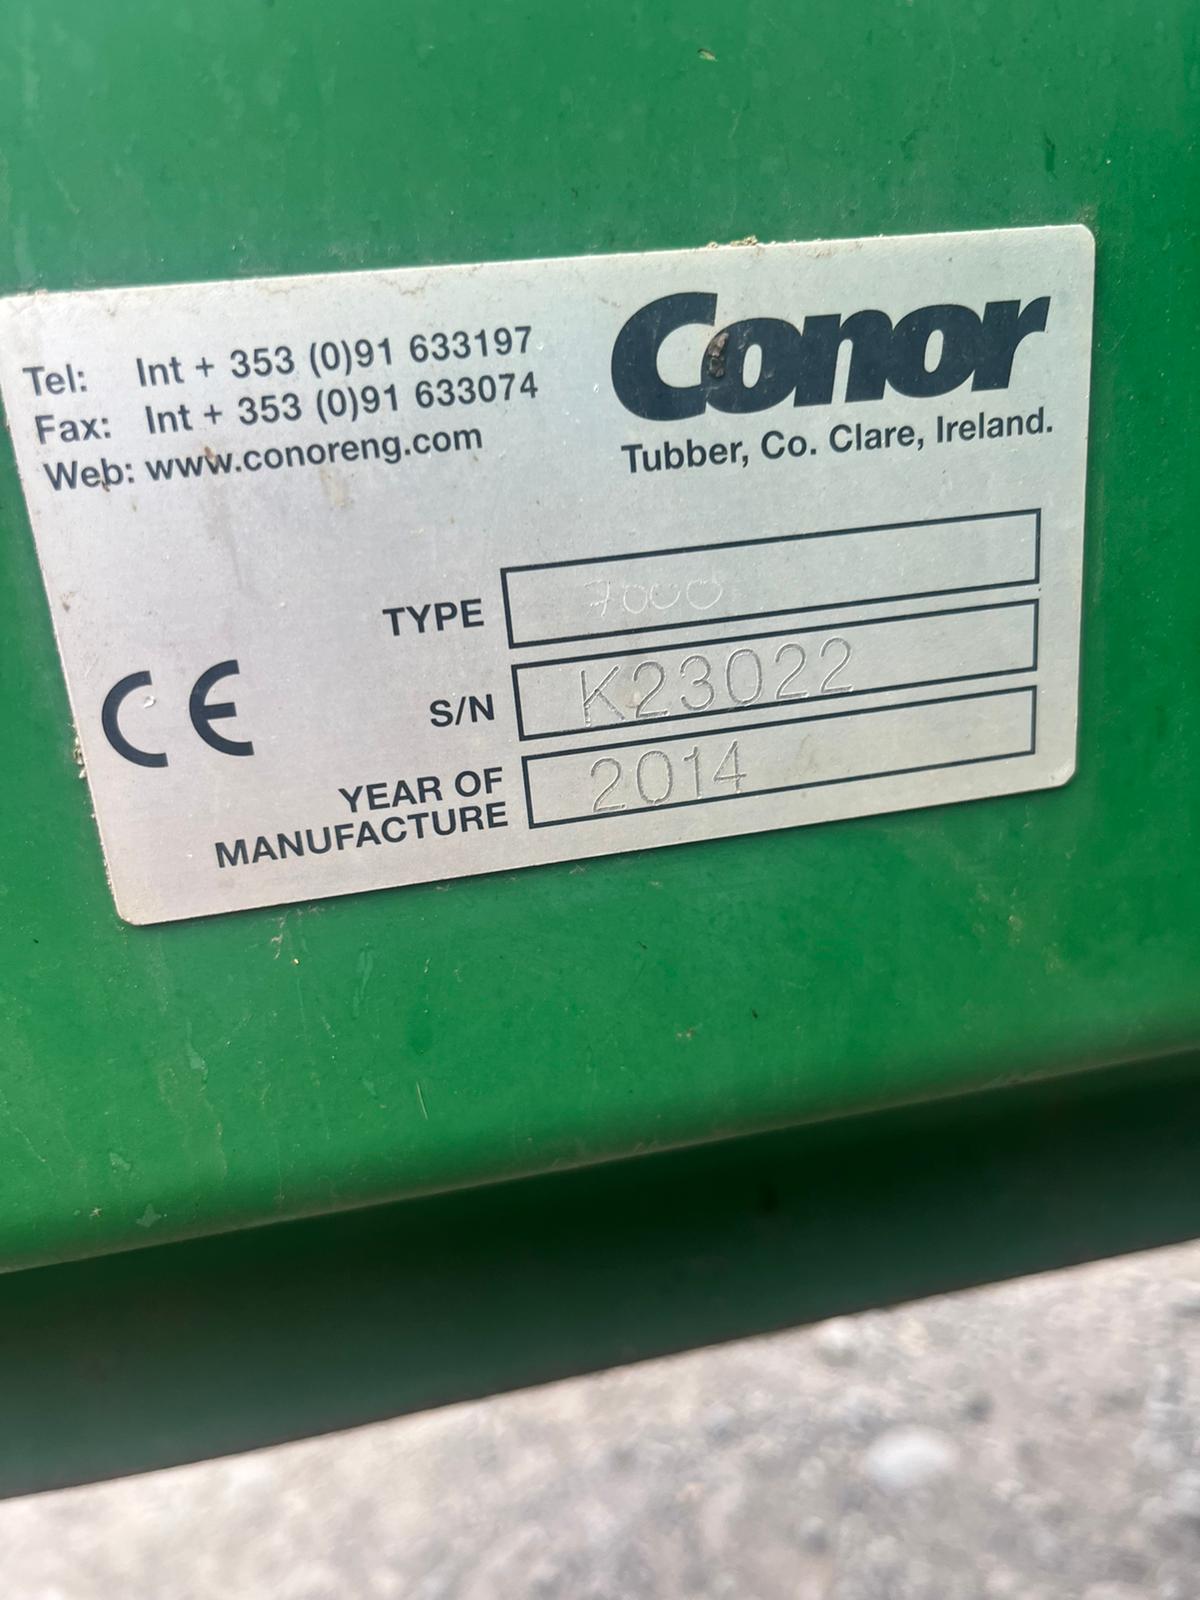 Tel: Int + 353 (0)91 633197
Fax: Int + 353 (0)91 633074
Web: www.conoreng.com
Conor
Tubber, Co. Clare, Ireland.
TYPE 7000
CE
S/N K23022
YEAR OF
MANUFACTURE 2014